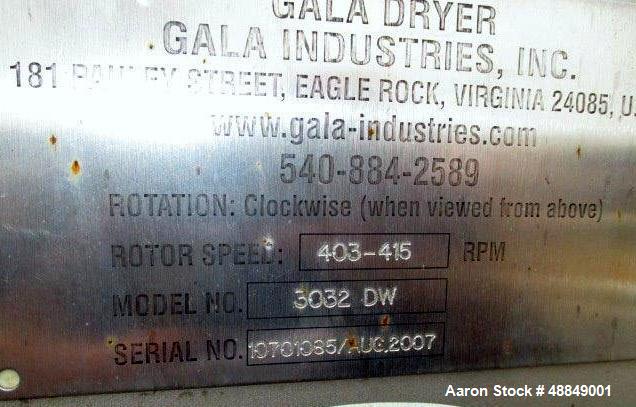 GALA DRYER
GALA INDUSTRIES, INC.
181 PAULEY STREET, EAGLE ROCK, VIRGINIA 24085, U.
www.gala-industries.com
540-884-2589
ROTATION: Clockwise (when viewed from above)
ROTOR SPEED: 403-415 RPM
MODEL NO. 3032 DW
SERIAL NO. 10701085/AUG.2007
Aaron Stock # 48849001